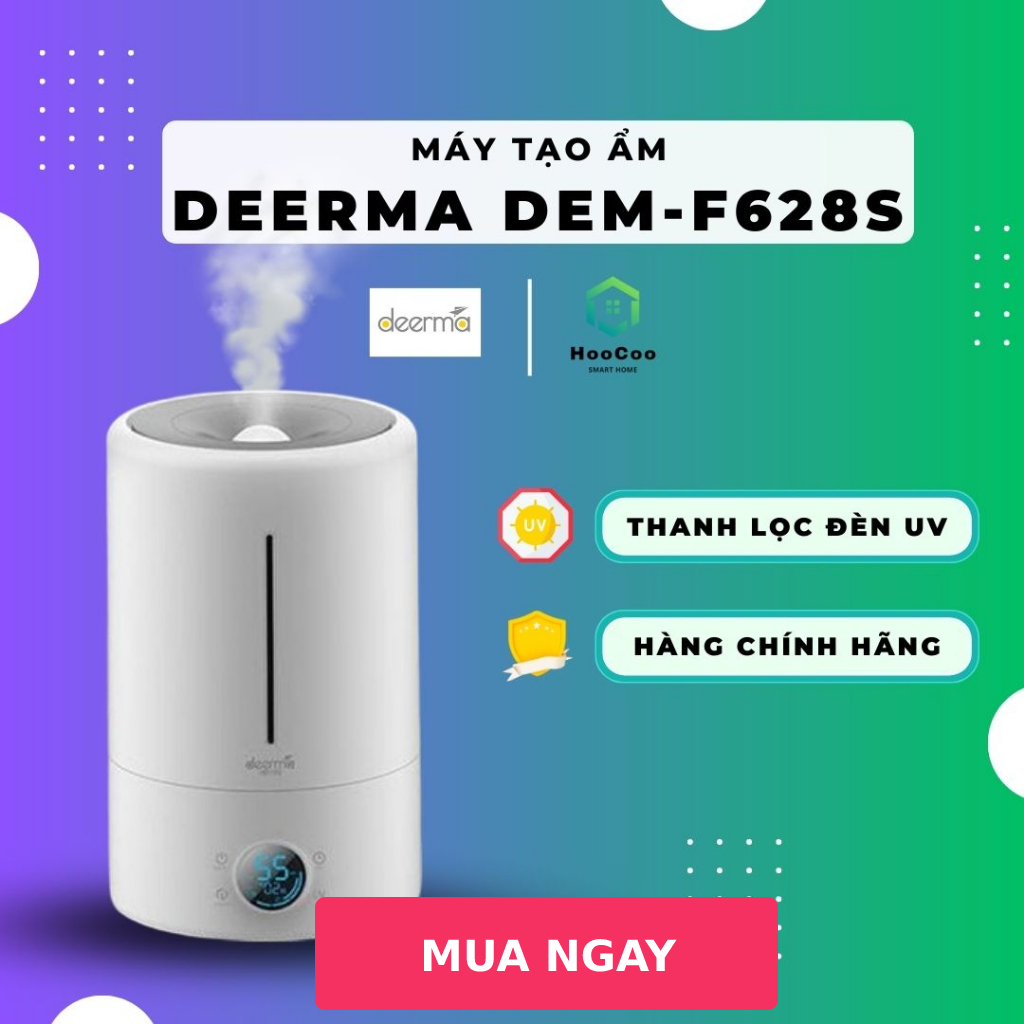 MÁY TẠO ẨM
DEERMA DEM-F628S
deerma
HooCoo
SMART HOME
UV
THANH LỌC ĐÈN UV
HÀNG CHÍNH HÃNG
deerma
55
MUA NGAY